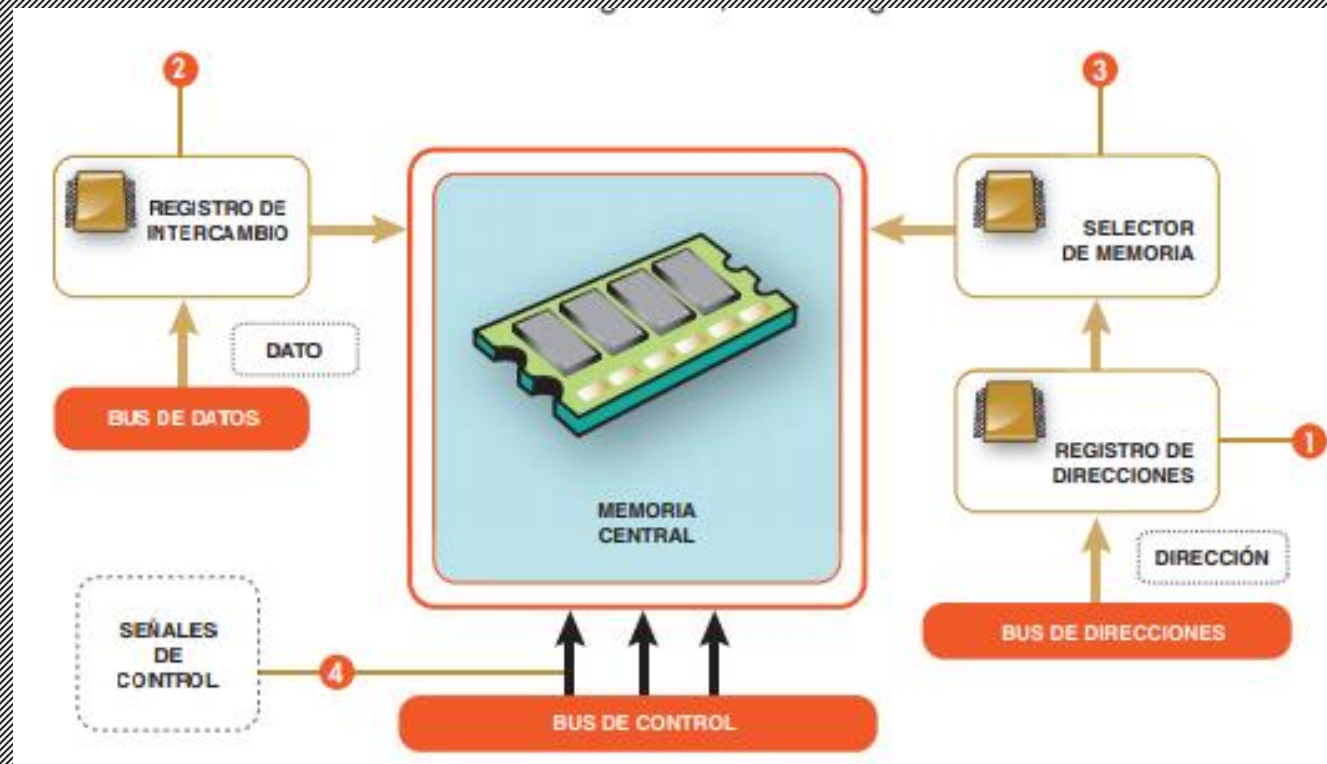 2
3
REGISTRO DE
INTERCAMBIO
SELECTOR
DE MEMORIA
DATO
BUS DE DATOS
REGISTRO DE
DIRECCIONES
1
MEMORIA
CENTRAL
DIRECCIÓN
SEÑALES
DE
CONTROL
4
BUS DE DIRECCIONES
BUS DE CONTROL